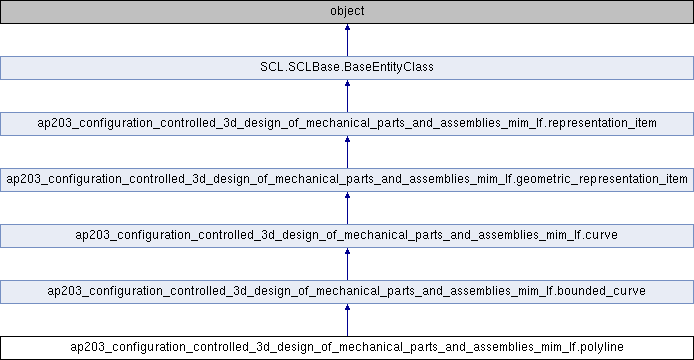 object
SCL.SCLBase.BaseEntityClass
ap203_configuration_controlled_3d_design_of_mechanical_parts_and_assemblies_mim_lf.representation_item
ap203_configuration_controlled_3d_design_of_mechanical_parts_and_assemblies_mim_lf.geometric_representation_item
ap203_configuration_controlled_3d_design_of_mechanical_parts_and_assemblies_mim_lf.curve
ap203_configuration_controlled_3d_design_of_mechanical_parts_and_assemblies_mim_lf.bounded_curve
ap203_configuration_controlled_3d_design_of_mechanical_parts_and_assemblies_mim_lf.polyline